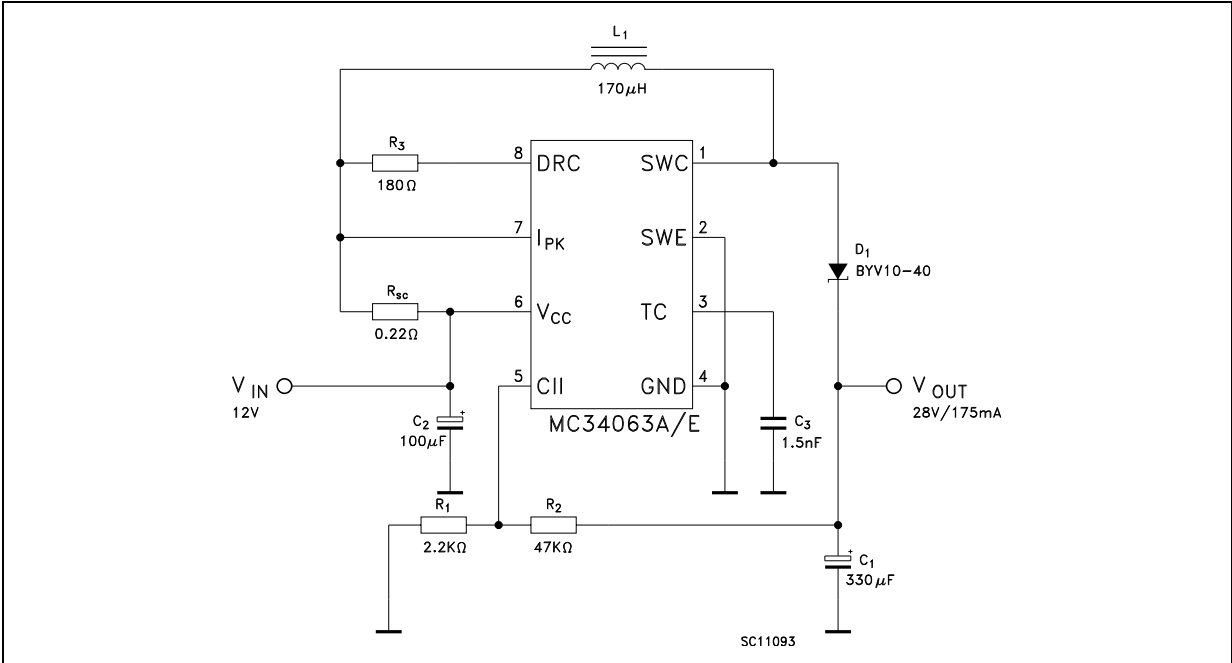 L1
170μH
R3
180Ω
8
DRC
SWC
1
7
IPK
SWE
2
D1
BYV10-40
Rsc
0.22Ω
6
VCC
TC
3
VIN
12V
5
CII
GND
4
VOUT
28V/175mA
C2
+
100μF
MC34063A/E
C3
1.5nF
R1
2.2KΩ
R2
47KΩ
+
C1
330μF
SC11093